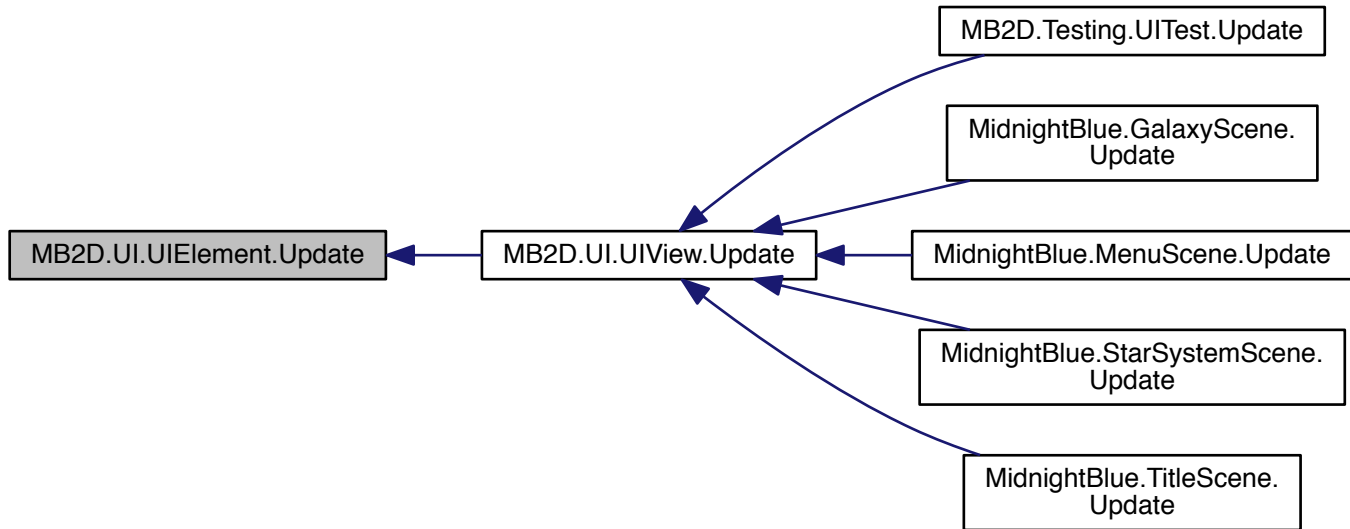 MB2D.UI.UIElement.Update
MB2D.UI.UIView.Update
MB2D.Testing.UITest.Update
MidnightBlue.GalaxyScene.
Update
MidnightBlue.MenuScene.Update
MidnightBlue.StarSystemScene.
Update
MidnightBlue.TitleScene.
Update